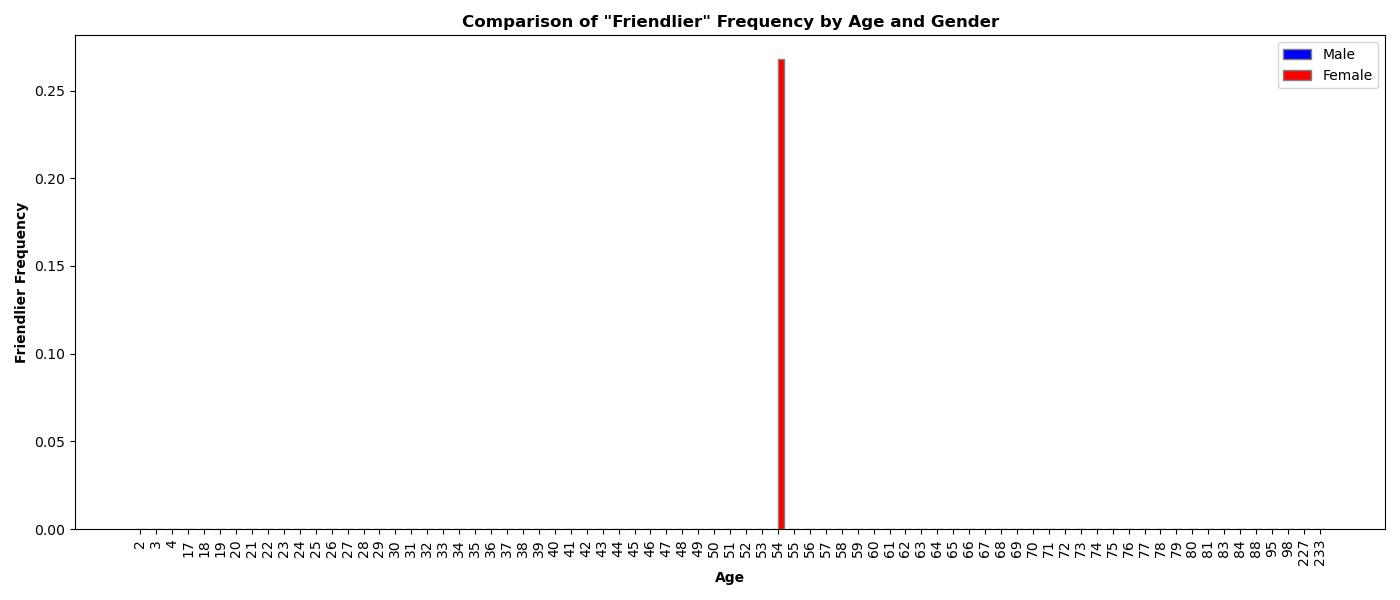 Comparison of "Friendlier" Frequency by Age and Gender
Male
Female
Friendlier Frequency
0.25
0.20
0.15
0.10
0.05
0.00
2 3 4 17 18 19 20 21 22 23 24 25 26 27 28 29 30 31 32 33 34 35 36 37 38 39 40 41 42 43 44 45 46 47 48 49 50 51 52 53 54 55 56 57 58 59 60 61 62 63 64 65 66 67 68 69 70 71 72 73 74 75 76 77 78 79 80 81 83 84 88 95 98 227 233
Age